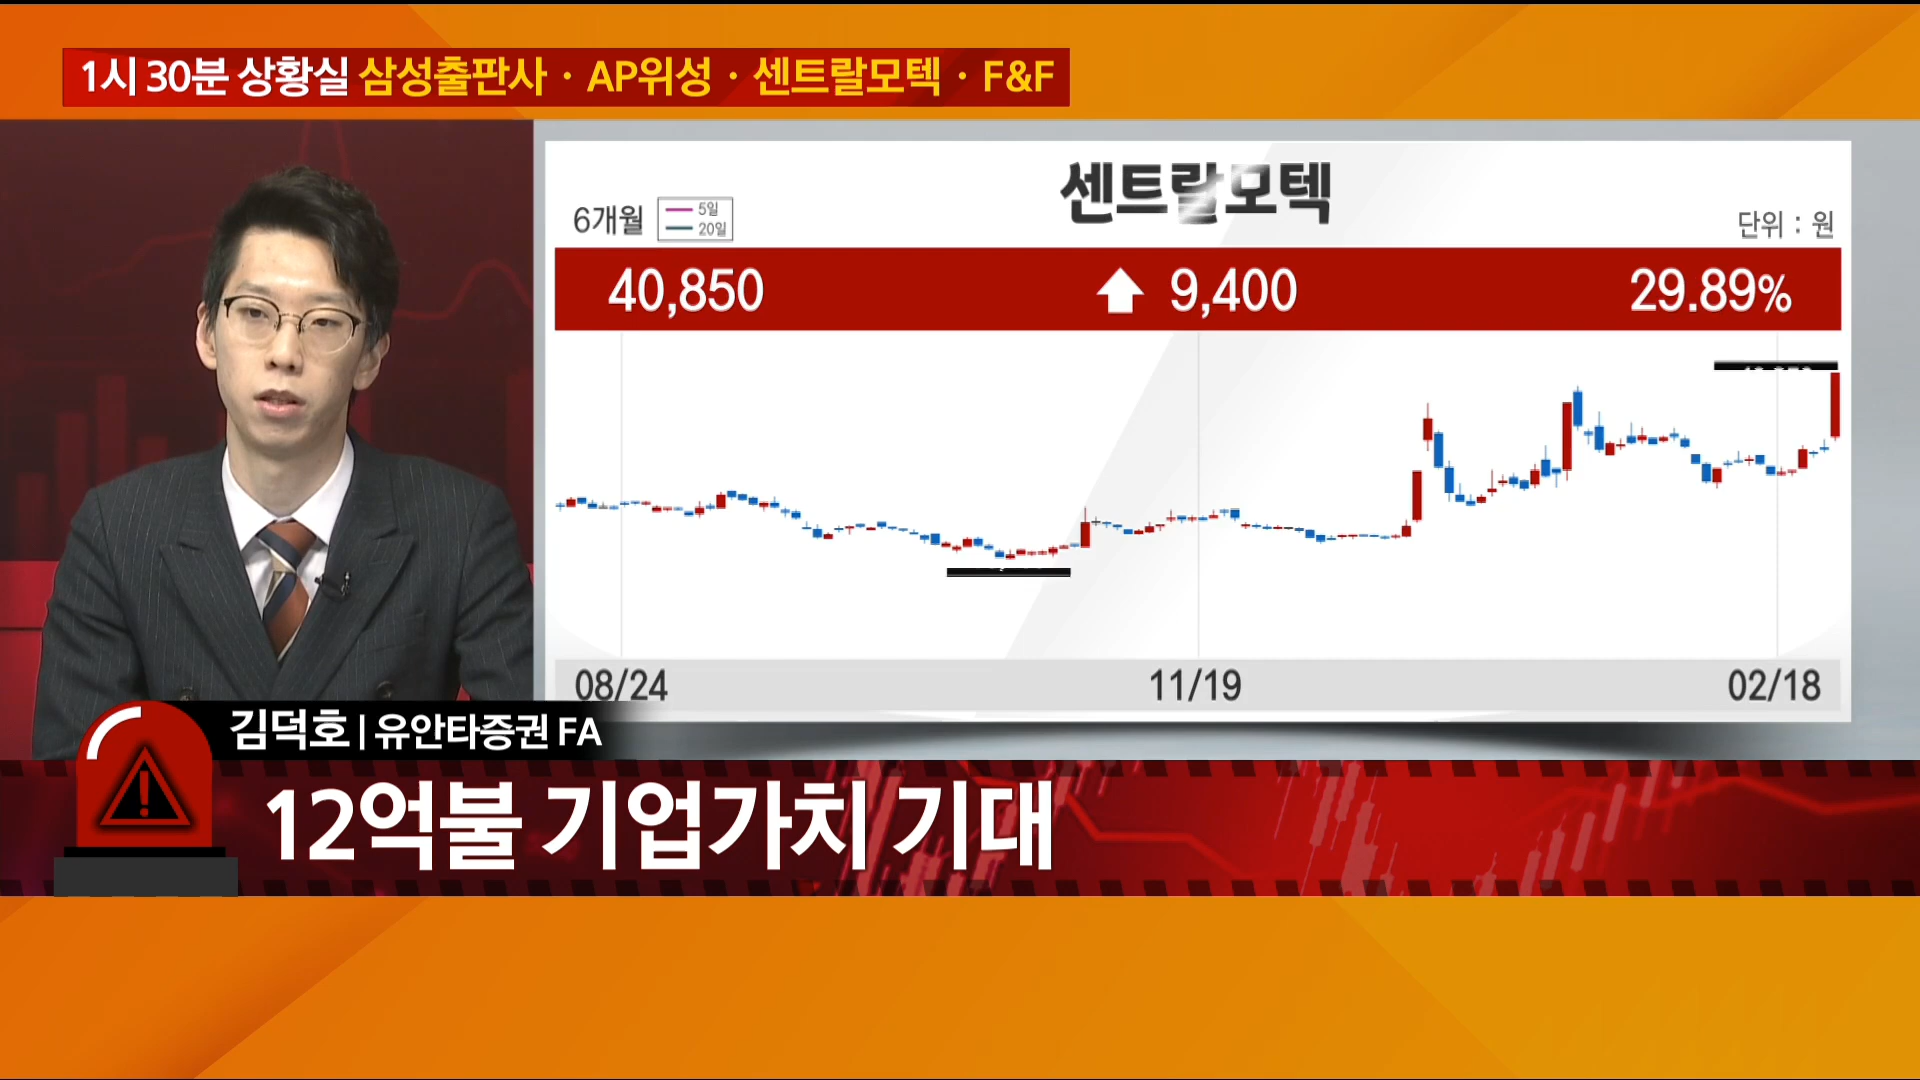 1시 30분 상황실 삼성출판사 · AP위성 · 센트랄모텍 · F&F
센트랄모텍
6개월
5일
20일
단위 : 원
40,850 9,400 29.89%
08/24 11/19 02/18
김덕호 | 유안타증권 FA
12억불 기업가치 기대